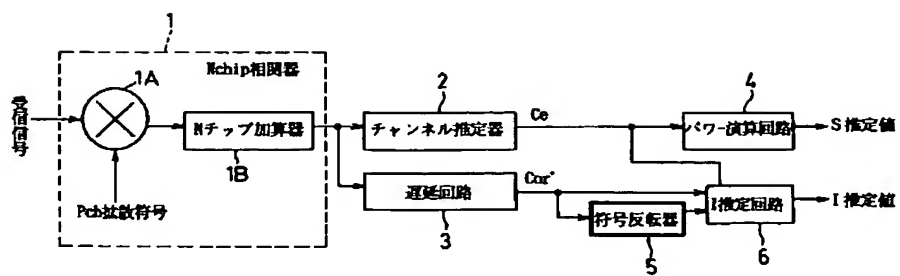 1
Nchip相関器
1A
受信信号
Nチップ加算器
1B
Pch拡散符号
2
チャンネル推定器
Ce
4
パワー演算回路
S推定値
遅延回路
3
Cor'
符号反転器
5
I推定回路
6
I推定値